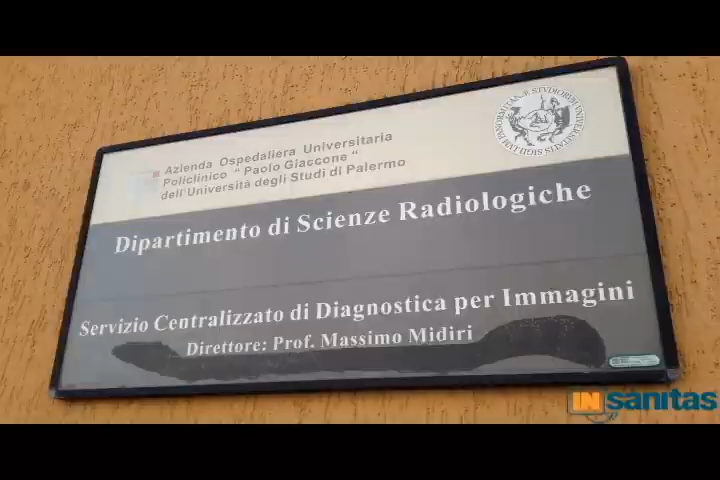 Azienda Ospedaliera Universitaria
Policlinico " Paolo Giaccone "
dell'Università degli Studi di Palermo
Dipartimento di Scienze Radiologiche
Servizio Centralizzato di Diagnostica per Immagini
Direttore: Prof. Massimo Midiri
INsanitas